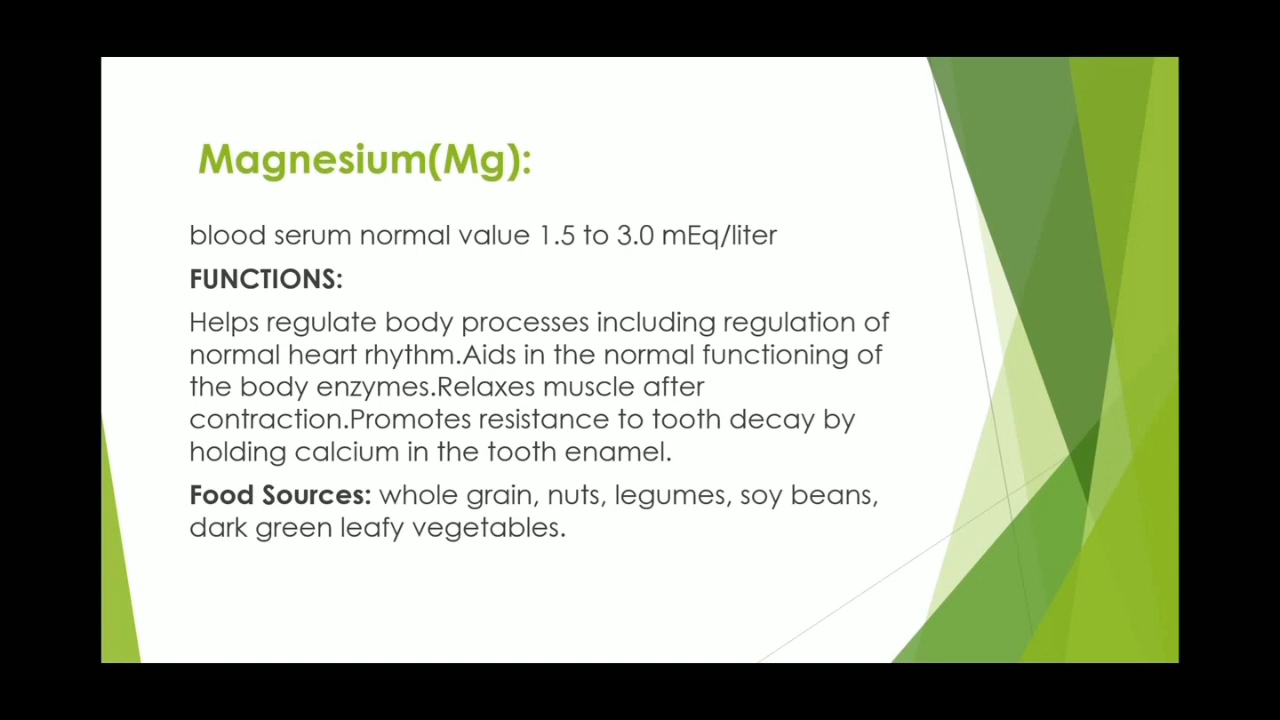 Magnesium(Mg):
blood serum normal value 1.5 to 3.0 mEq/liter
FUNCTIONS:
Helps regulate body processes including regulation of
normal heart rhythm.Aids in the normal functioning of
the body enzymes.Relaxes muscle after
contraction.Promotes resistance to tooth decay by
holding calcium in the tooth enamel.
Food Sources: whole grain, nuts, legumes, soy beans,
dark green leafy vegetables.